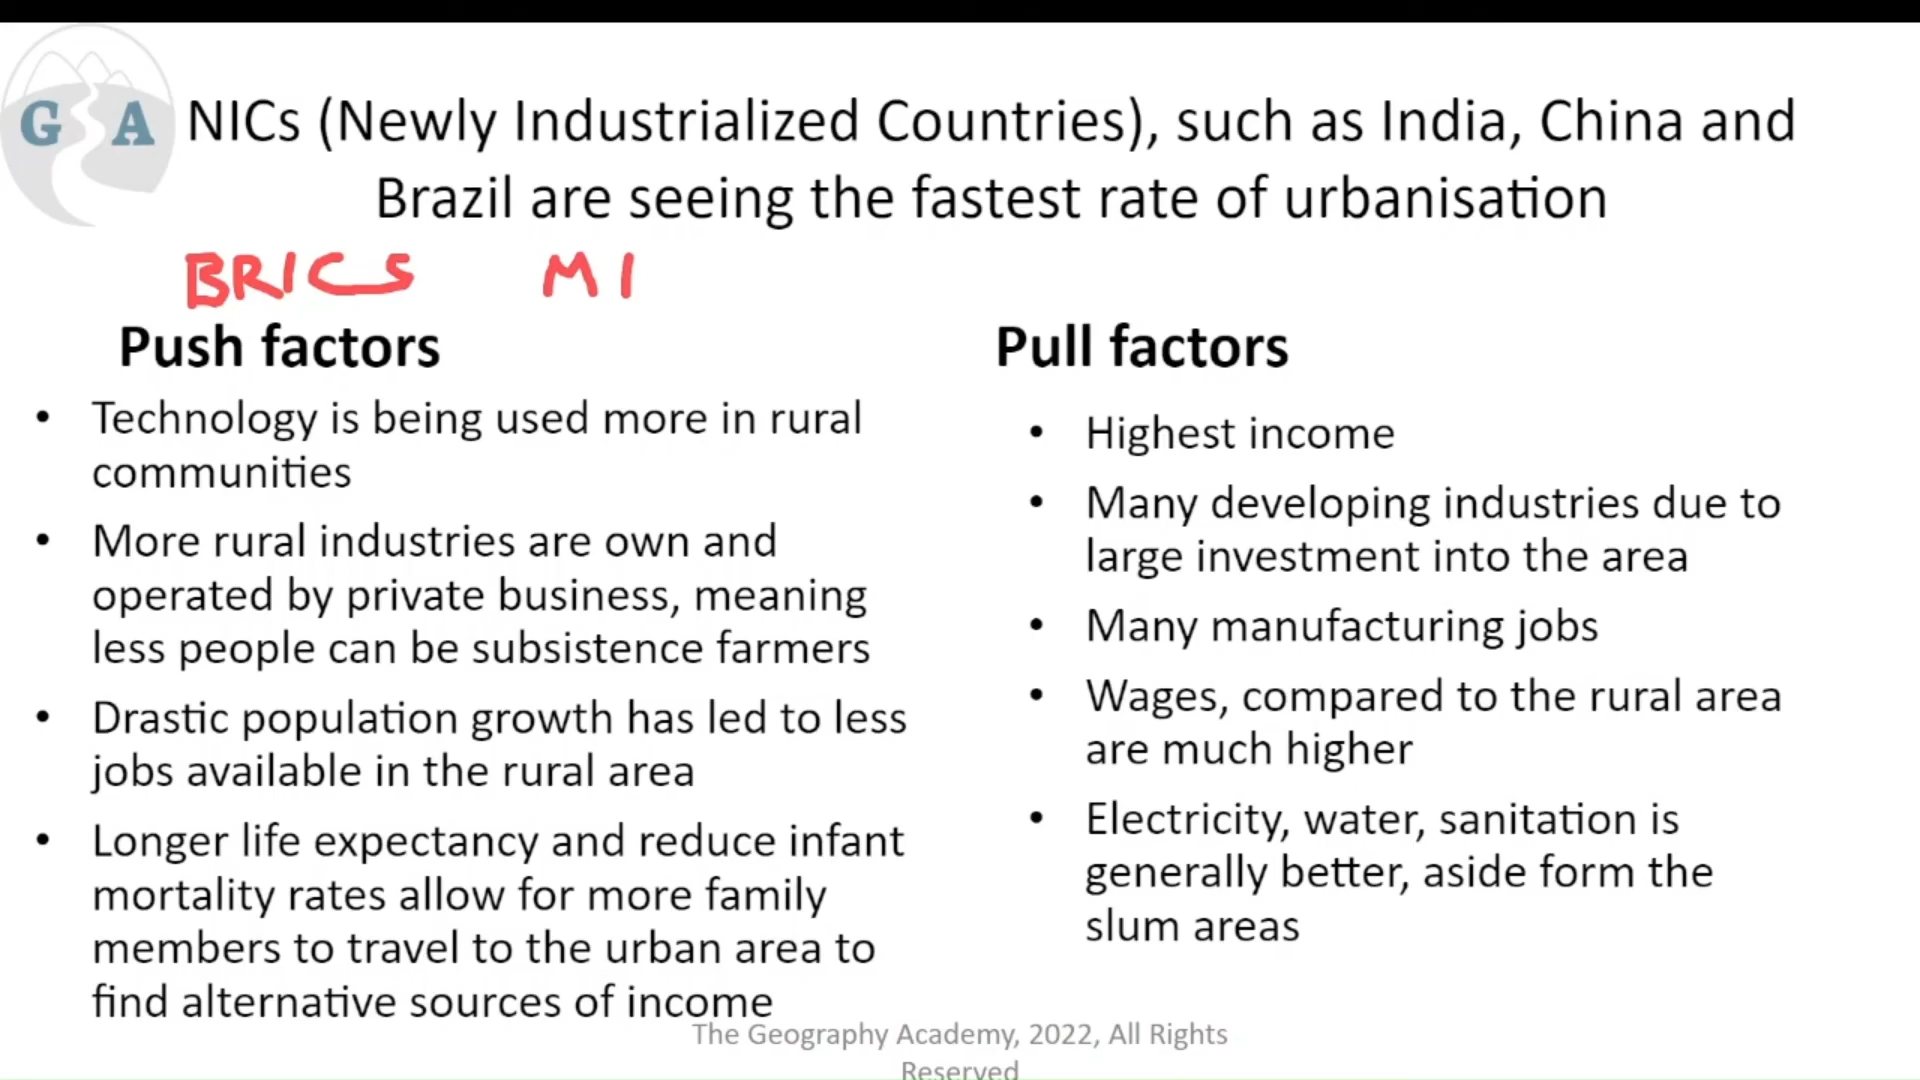 G A
NICs (Newly Industrialized Countries), such as India, China and
Brazil are seeing the fastest rate of urbanisation
BRICS MI
Push factors
• Technology is being used more in rural
communities
• More rural industries are own and
operated by private business, meaning
less people can be subsistence farmers
• Drastic population growth has led to less
jobs available in the rural area
• Longer life expectancy and reduce infant
mortality rates allow for more family
members to travel to the urban area to
find alternative sources of income
Pull factors
• Highest income
• Many developing industries due to
large investment into the area
• Many manufacturing jobs
• Wages, compared to the rural area
are much higher
• Electricity, water, sanitation is
generally better, aside form the
slum areas
The Geography Academy, 2022, All Rights
Reserved